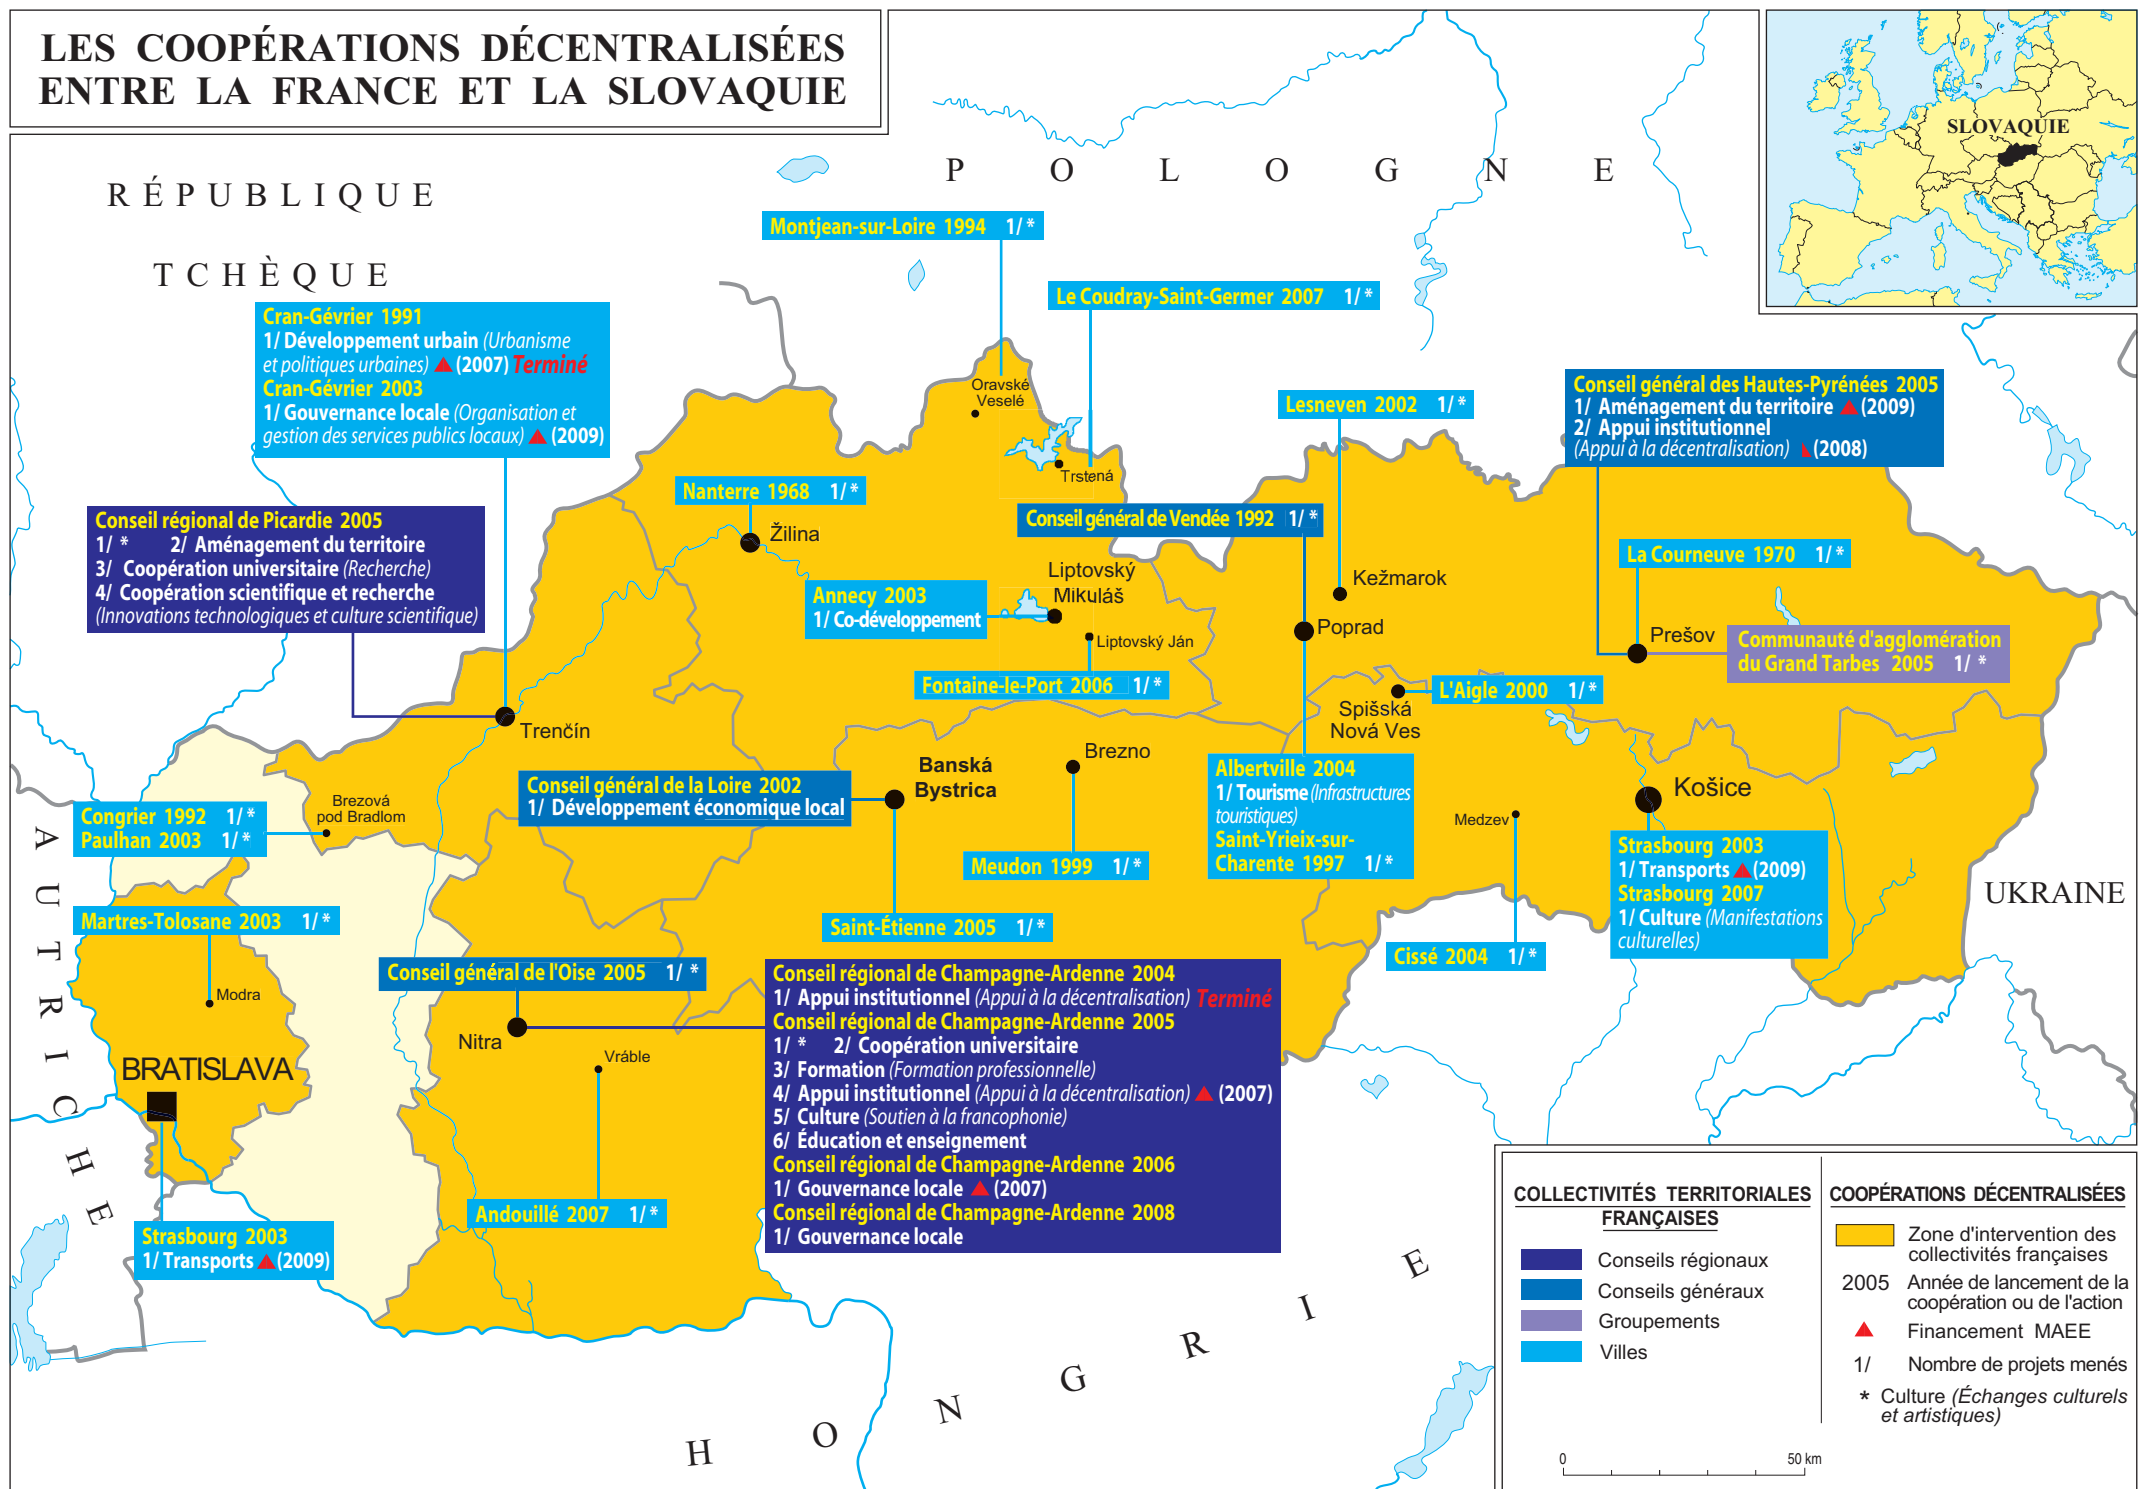 LES COOPÉRATIONS DÉCENTRALISÉES
ENTRE LA FRANCE ET LA SLOVAQUIE
SLOVAQUIE
POLOGNE
RÉPUBLIQUE
TCHÈQUE
Montjean-sur-Loire 1994 1/ *
Le Coudray-Saint-Germer 2007 1/ *
Cran-Gévrier 1991
1/ Développement urbain (Urbanisme
et politiques urbaines) ▲ (2007) Terminé
Cran-Gévrier 2003
1/ Gouvernance locale (Organisation et
gestion des services publics locaux) ▲ (2009)
Oravské
Veselé
Trstená
Lesneven 2002 1/ *
Conseil général des Hautes-Pyrénées 2005
1/ Aménagement du territoire ▲ (2009)
2/ Appui institutionnel
(Appui à la décentralisation) ▲ (2008)
Nanterre 1968 1/ *
Žilina
Conseil régional de Picardie 2005
1/ * 2/ Aménagement du territoire
3/ Coopération universitaire (Recherche)
4/ Coopération scientifique et recherche
(Innovations technologiques et culture scientifique)
Conseil général de Vendée 1992 1/ *
La Courneuve 1970 1/ *
Liptovský
Mikuláš
Kežmarok
Annecy 2003
1/ Co-développement
Liptovský Ján
Poprad
Prešov
Communauté d'agglomération
du Grand Tarbes 2005 1/ *
Fontaine-le-Port 2006 1/ *
L'Aigle 2000 1/ *
Spišská
Nová Ves
Trenčín
Brezno
Banská
Bystrica
Conseil général de la Loire 2002
1/ Développement économique local
Albertville 2004
1/ Tourisme (Infrastructures
touristiques)
Saint-Yrieix-sur-
Charente 1997 1/ *
Košice
Brezová
pod Bradlom
Congrier 1992 1/ *
Paulhan 2003 1/ *
Medzev
Meudon 1999 1/ *
Strasbourg 2003
1/ Transports ▲ (2009)
Strasbourg 2007
1/ Culture (Manifestations
culturelles)
UKRAINE
AUTRICHE
Martres-Tolosane 2003 1/ *
Saint-Étienne 2005 1/ *
Cissé 2004 1/ *
Conseil général de l'Oise 2005 1/ *
Modra
Nitra
Vráble
BRATISLAVA
Conseil régional de Champagne-Ardenne 2004
1/ Appui institutionnel (Appui à la décentralisation) Terminé
Conseil régional de Champagne-Ardenne 2005
1/ * 2/ Coopération universitaire
3/ Formation (Formation professionnelle)
4/ Appui institutionnel (Appui à la décentralisation) ▲ (2007)
5/ Culture (Soutien à la francophonie)
6/ Éducation et enseignement
Conseil régional de Champagne-Ardenne 2006
1/ Gouvernance locale ▲ (2007)
Conseil régional de Champagne-Ardenne 2008
1/ Gouvernance locale
Andouillé 2007 1/ *
Strasbourg 2003
1/ Transports ▲ (2009)
HONGRIE
COLLECTIVITÉS TERRITORIALES
FRANÇAISES
Conseils régionaux
Conseils généraux
Groupements
Villes
COOPÉRATIONS DÉCENTRALISÉES
Zone d'intervention des
collectivités françaises
2005 Année de lancement de la
coopération ou de l'action
▲ Financement MAEE
1/ Nombre de projets menés
* Culture (Échanges culturels
et artistiques)
0 50 km